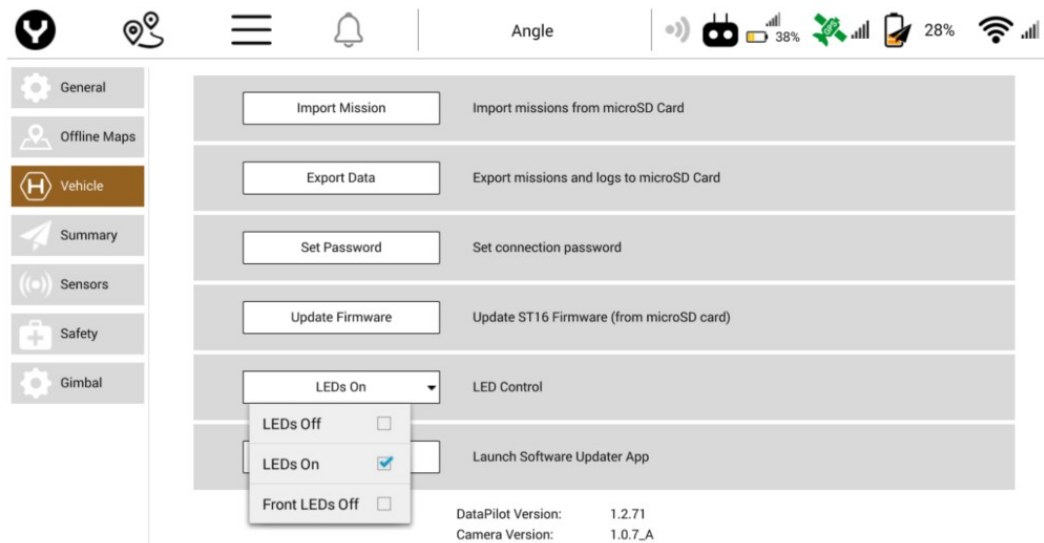 Angle
38%
GPS
28%
General
Offline Maps
Vehicle
Summary
Sensors
Safety
Gimbal
Import Mission
Import missions from microSD Card
Export Data
Export missions and logs to microSD Card
Set Password
Set connection password
Update Firmware
Update ST16 Firmware (from microSD card)
LEDs On
LED Control
LEDs Off
LEDs On
Front LEDs Off
Launch Software Updater App
DataPilot Version: 1.2.71
Camera Version: 1.0.7_A